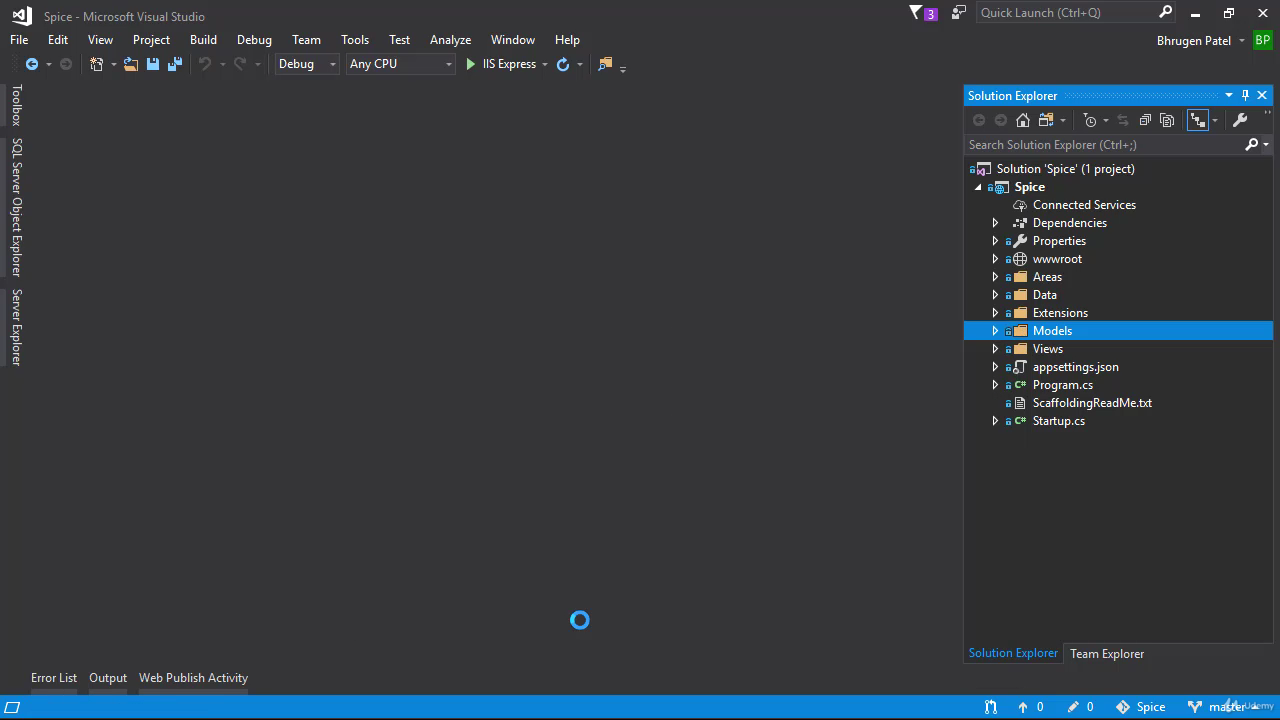 Spice - Microsoft Visual Studio
3
Quick Launch (Ctrl+Q)
File Edit View Project Build Debug Team Tools Test Analyze Window Help
Bhrugen Patel BP
Debug Any CPU IIS Express
Toolbox
SQL Server Object Explorer
Server Explorer
Solution Explorer
Search Solution Explorer (Ctrl+;)
Solution 'Spice' (1 project)
Spice
Connected Services
Dependencies
Properties
wwwroot
Areas
Data
Extensions
Models
Views
appsettings.json
C# Program.cs
ScaffoldingReadMe.txt
C# Startup.cs
Solution Explorer Team Explorer
Error List Output Web Publish Activity
0 0 Spice master
Udemy